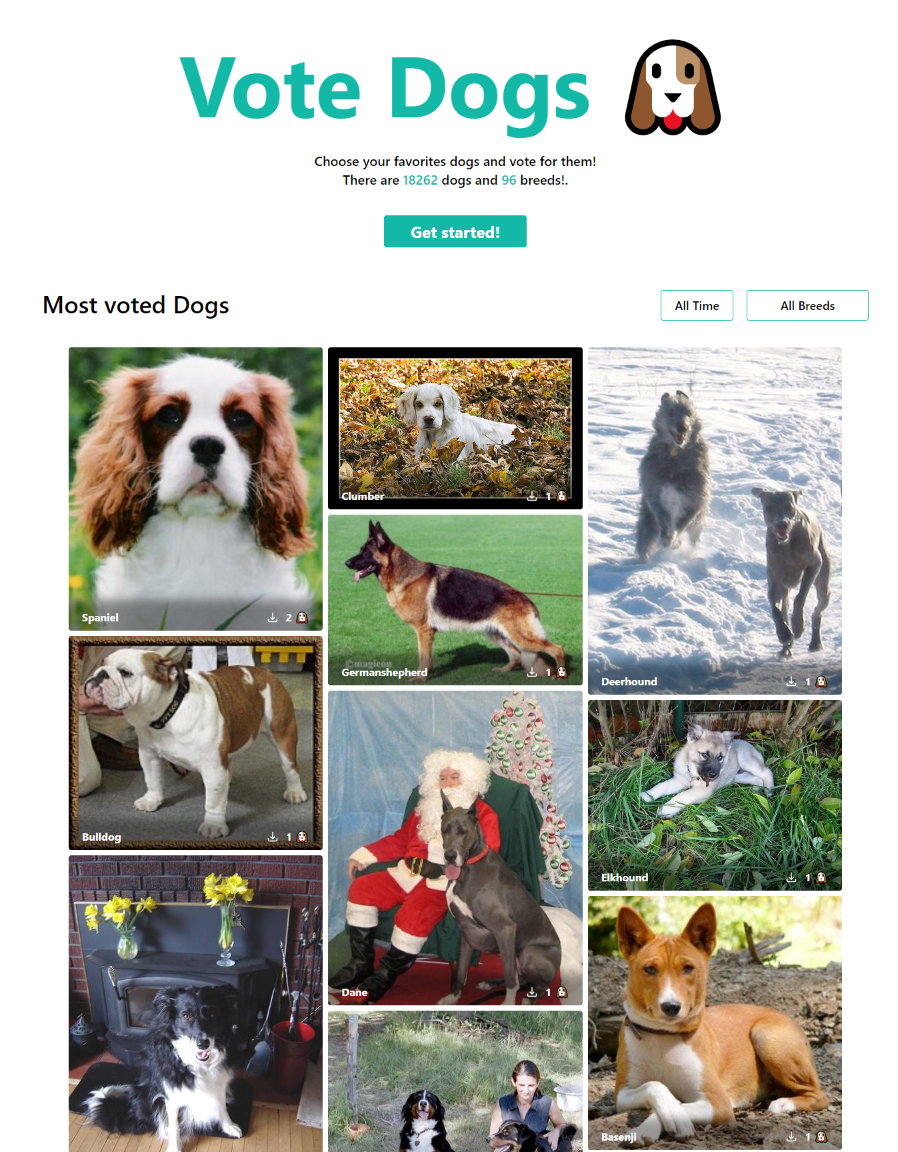 Vote Dogs
Choose your favorites dogs and vote for them!
There are 18262 dogs and 96 breeds!.
Get started!
Most voted Dogs
All Time
All Breeds
Spaniel
2
Clumber
1
©magicon
Germanshepherd
1
Deerhound
1
Bulldog
1
Dane
1
Elkhound
1
Basenji
1